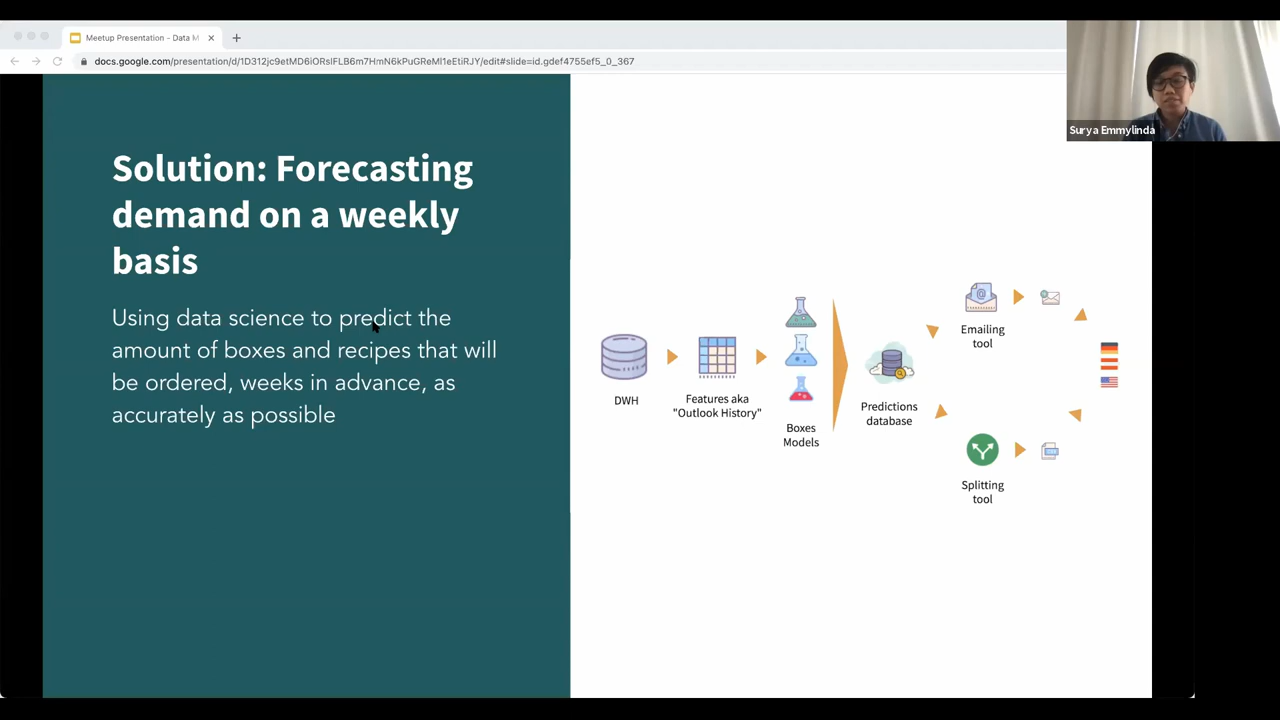 Meetup Presentation - Data M
docs.google.com/presentation/d/1D312jc9etMD6iORsIFLB6m7HmN6kPuGReMl1eEtiRJY/edit#slide=id.gdef4755ef5_0_367
Surya Emmylinda
Solution: Forecasting
demand on a weekly
basis
Using data science to predict the
amount of boxes and recipes that will
be ordered, weeks in advance, as
accurately as possible
DWH
Features aka
"Outlook History"
Boxes
Models
Predictions
database
Emailing
tool
Splitting
tool